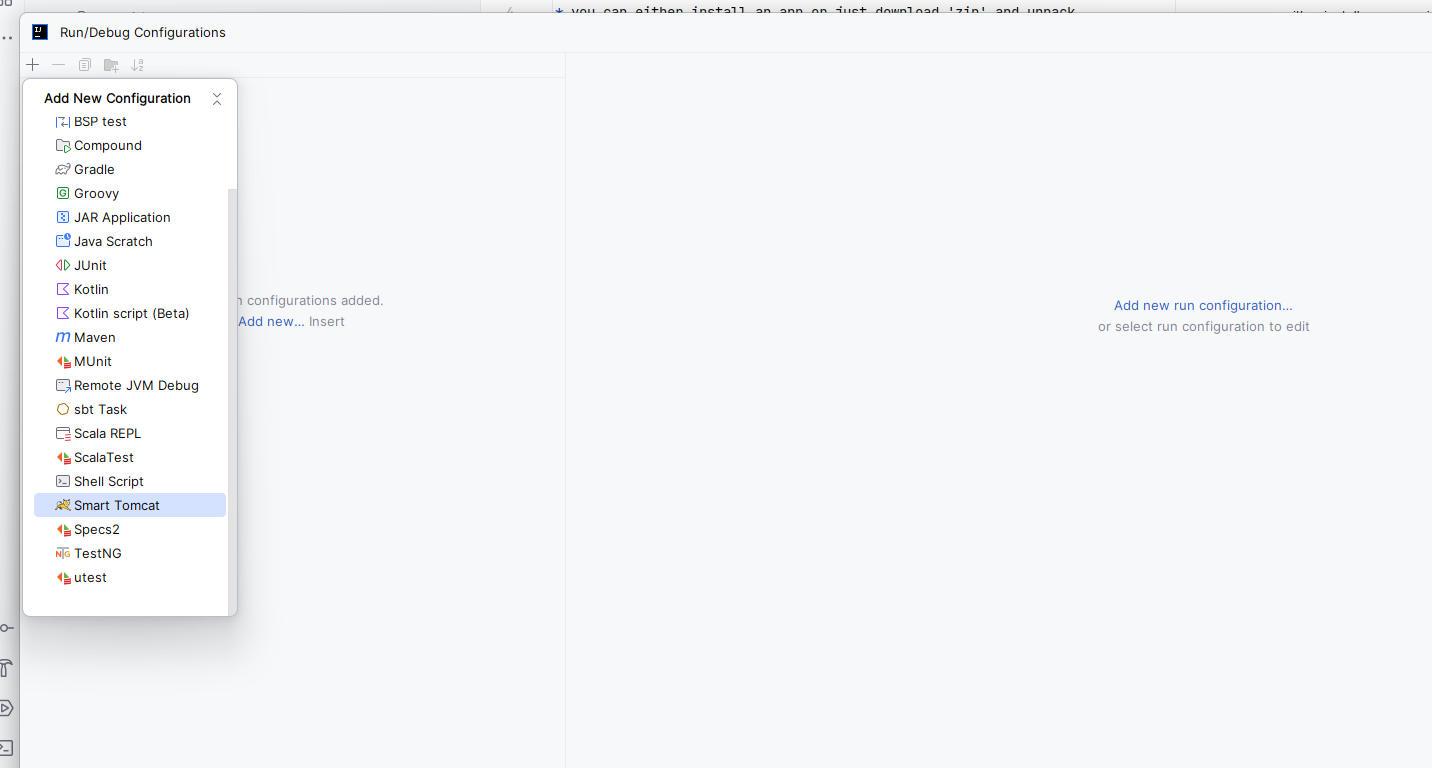 * you can either install an app or just download 'zip' and unpack
Run/Debug Configurations
Add New Configuration
BSP test
Compound
Gradle
Groovy
JAR Application
Java Scratch
JUnit
Kotlin
Kotlin script (Beta)
Maven
MUnit
Remote JVM Debug
sbt Task
Scala REPL
ScalaTest
Shell Script
Smart Tomcat
Specs2
TestNG
utest
configurations added.
Add new... Insert
Add new run configuration...
or select run configuration to edit